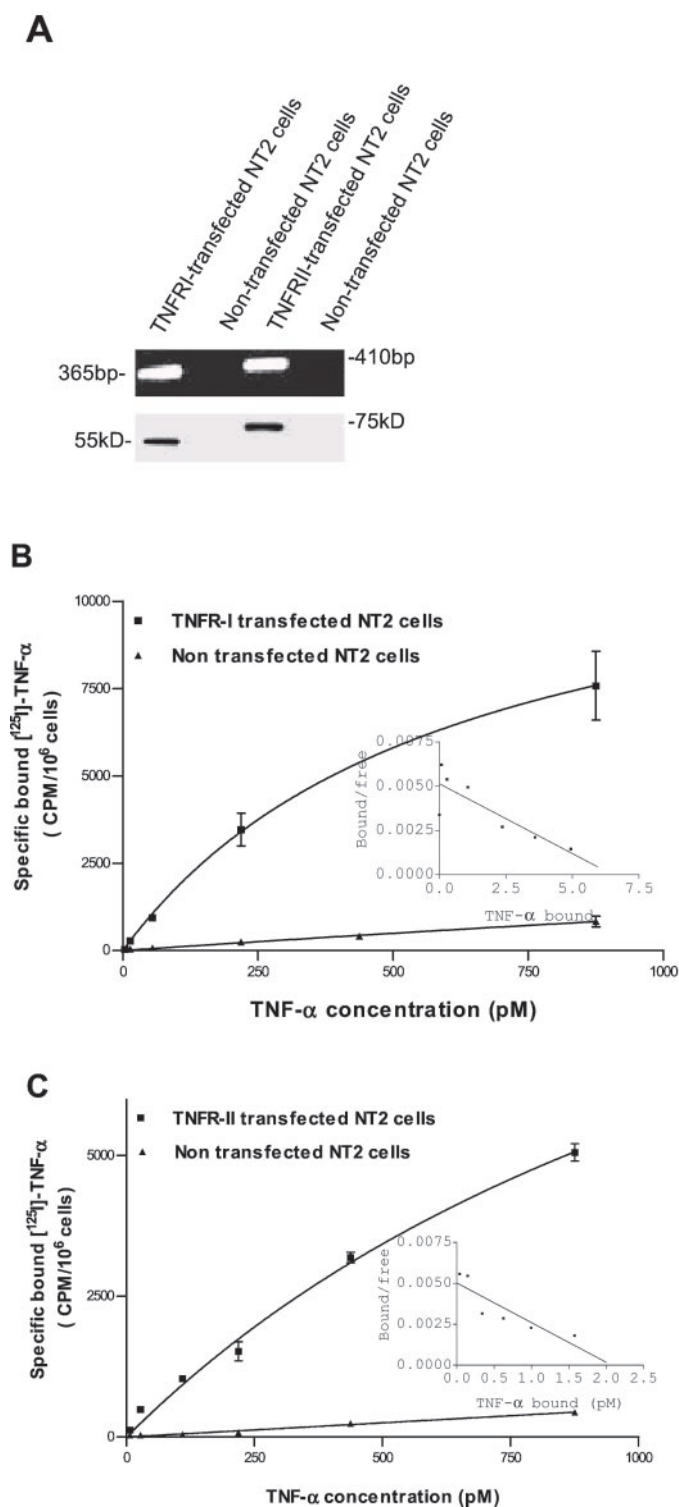 A
TNFRI-transfected NT2 cells
Non-transfected NT2 cells
TNFRII-transfected NT2 cells
Non-transfected NT2 cells
365bp-
-410bp
55kD-
-75kD
B
Specific bound [¹²⁵I]-TNF-α
( CPM/10⁶ cells)
10000
7500
5000
2500
0
TNFR-I transfected NT2 cells
Non transfected NT2 cells
Bound/free
0.0075
0.0050
0.0025
0.0000
0.0 2.5 5.0 7.5
TNF-α bound
0 250 500 750 1000
TNF-α concentration (pM)
C
Specific bound [¹²⁵I]-TNF-α
( CPM/10⁶ cells)
5000
2500
0
TNFR-II transfected NT2 cells
Non transfected NT2 cells
Bound/free
0.0075
0.0050
0.0025
0.0000
0.0 0.5 1.0 1.5 2.0 2.5
TNF-α bound (pM)
0 250 500 750 1000
TNF-α concentration (pM)